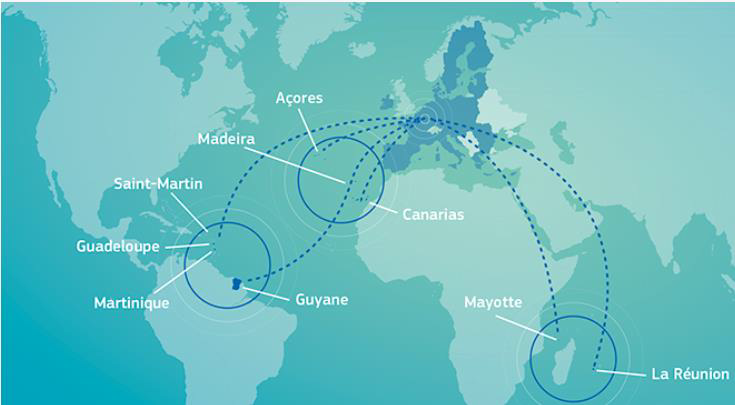 Açores
Madeira
Saint-Martin
Canarias
Guadeloupe
Martinique
Guyane
Mayotte
La Réunion